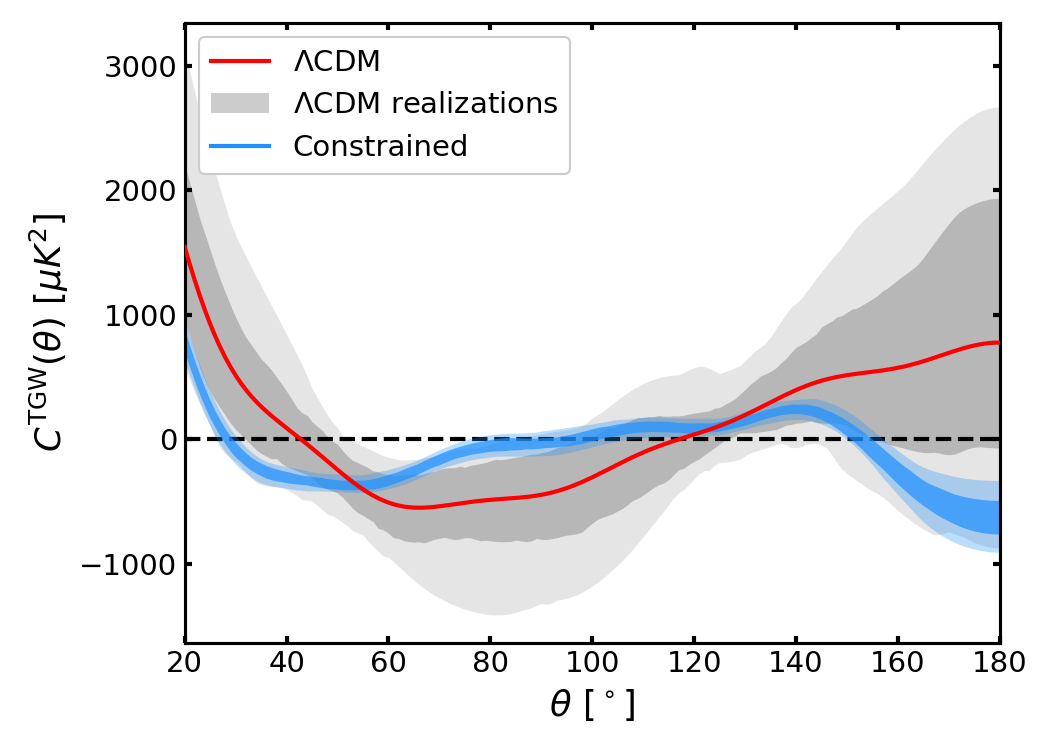 ΛCDM
ΛCDM realizations
Constrained
C^TGW(θ) [μK²]
3000
2000
1000
0
−1000
20 40 60 80 100 120 140 160 180
θ [°]